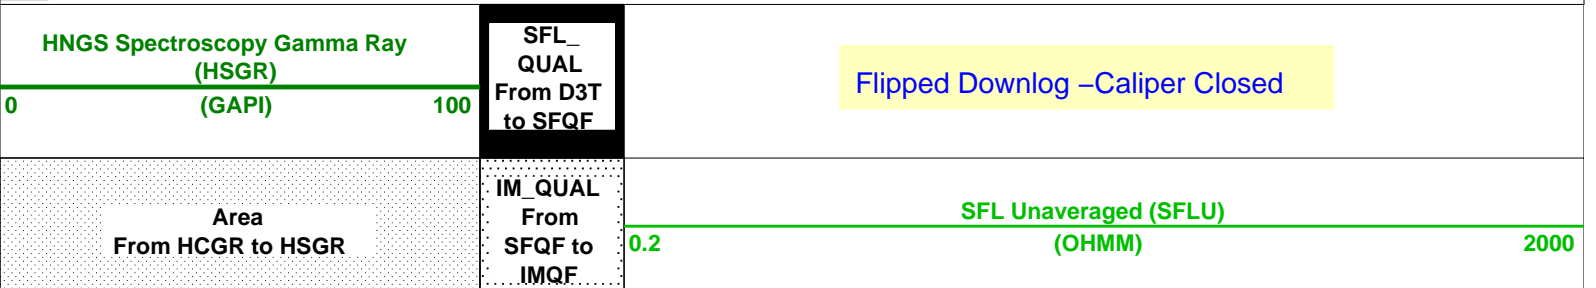 HNGS Spectroscopy Gamma Ray
(HSGR)
0 (GAPI) 100
SFL_
QUAL
From D3T
to SFQF
Flipped Downlog –Caliper Closed
Area
From HCGR to HSGR
IM_QUAL
From
SFQF to
IMQF
SFL Unaveraged (SFLU)
0.2 (OHMM) 2000